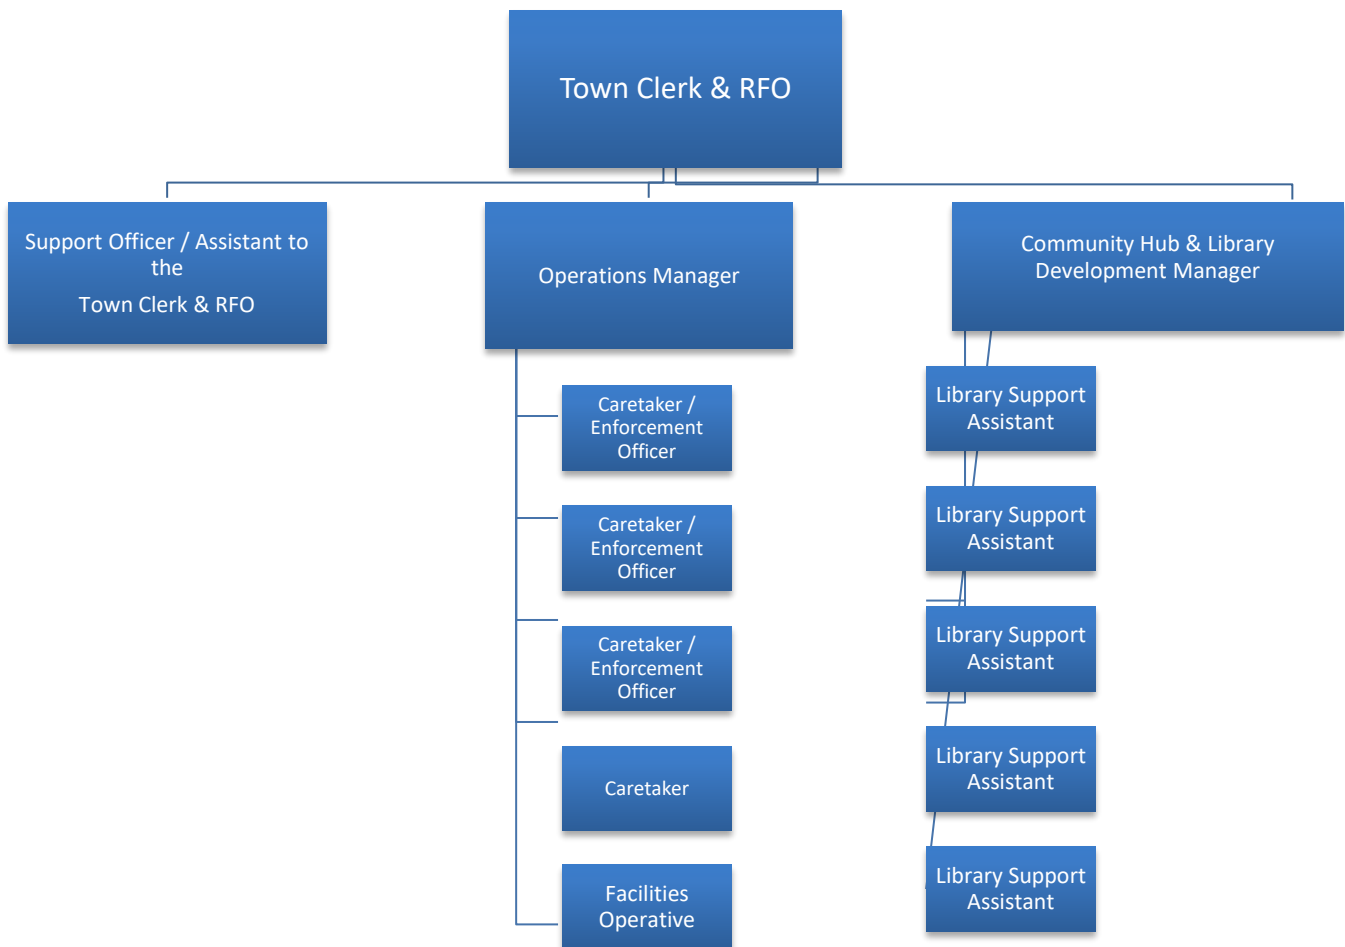 Town Clerk & RFO
Support Officer / Assistant to
the
Town Clerk & RFO
Operations Manager
Community Hub & Library
Development Manager
Caretaker /
Enforcement
Officer
Caretaker /
Enforcement
Officer
Caretaker /
Enforcement
Officer
Caretaker
Facilities
Operative
Library Support
Assistant
Library Support
Assistant
Library Support
Assistant
Library Support
Assistant
Library Support
Assistant